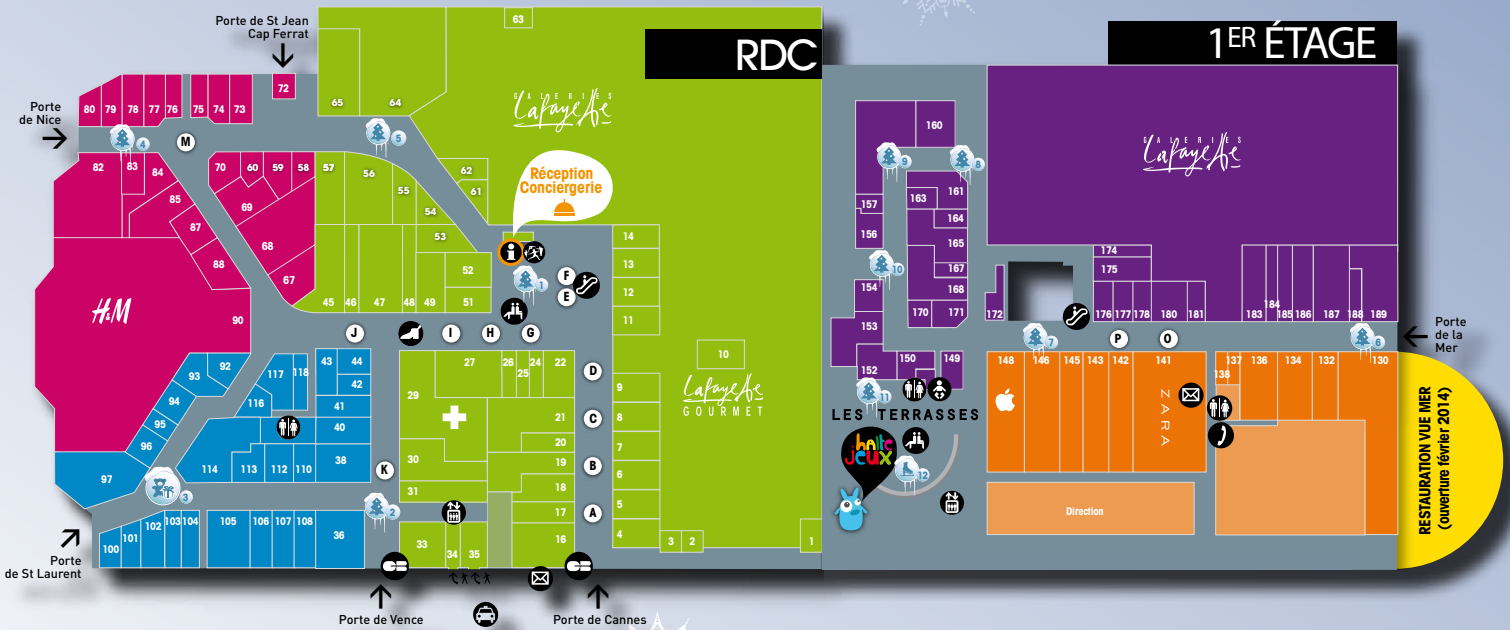 RDC
1ER ÉTAGE
Porte de St Jean
Cap Ferrat
Porte
de Nice
Porte
de St Laurent
Porte de Vence
Porte de Cannes
Porte
de la
Mer
GALERIES
Lafayette
Réception
Conciergerie
Lafayette
GOURMET
H&M
GALERIES
Lafayette
LES TERRASSES
halte
jeux
ZARA
Direction
RESTAURATION VUE MER
(ouverture février 2014)
63
65 64
72
80 79 78 77 76 75 74 73
4 M 5
82 83 84 85 87 88 90
70 60 59 58 57 56 55 54 53 52 51
62 61
69 68 67
45 46 47 48 49
i 1 F E
14 13 12 11
J I H G
10
43 44 42 41 40 38
92 93 94 95 96 97
117 118 116 114 113 112 110
3 K 2
100 101 102 103 104 105 106 107 108 36
27 26 25 24 22
29 30 31
21 20 19 18 17 16
33 34 35
D C B A
9 8 7 6 5 4
3 2 1
160
9 8
161 163 164 165 167 168 170 171
157 156
10
154 153 152 150 149
11
12
172
174 175 176 177 178 180 181
183 184 185 186 187 188 189
7 P O 6
148 146 145 143 142 141
137 138 136 134 132 130